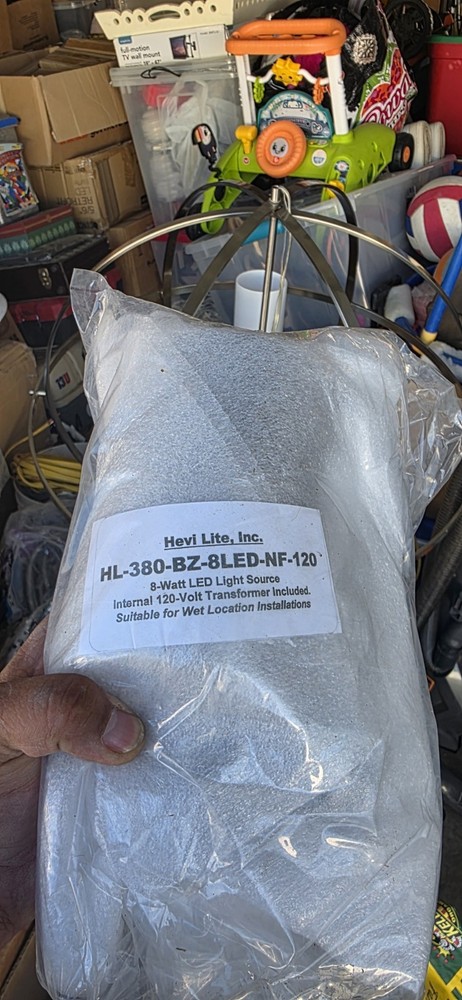 full-motion
TV wall mount
Hevi Lite, Inc.
HL-380-BZ-8LED-NF-120
8-Watt LED Light Source
Internal 120-Volt Transformer Included.
Suitable for Wet Location Installations